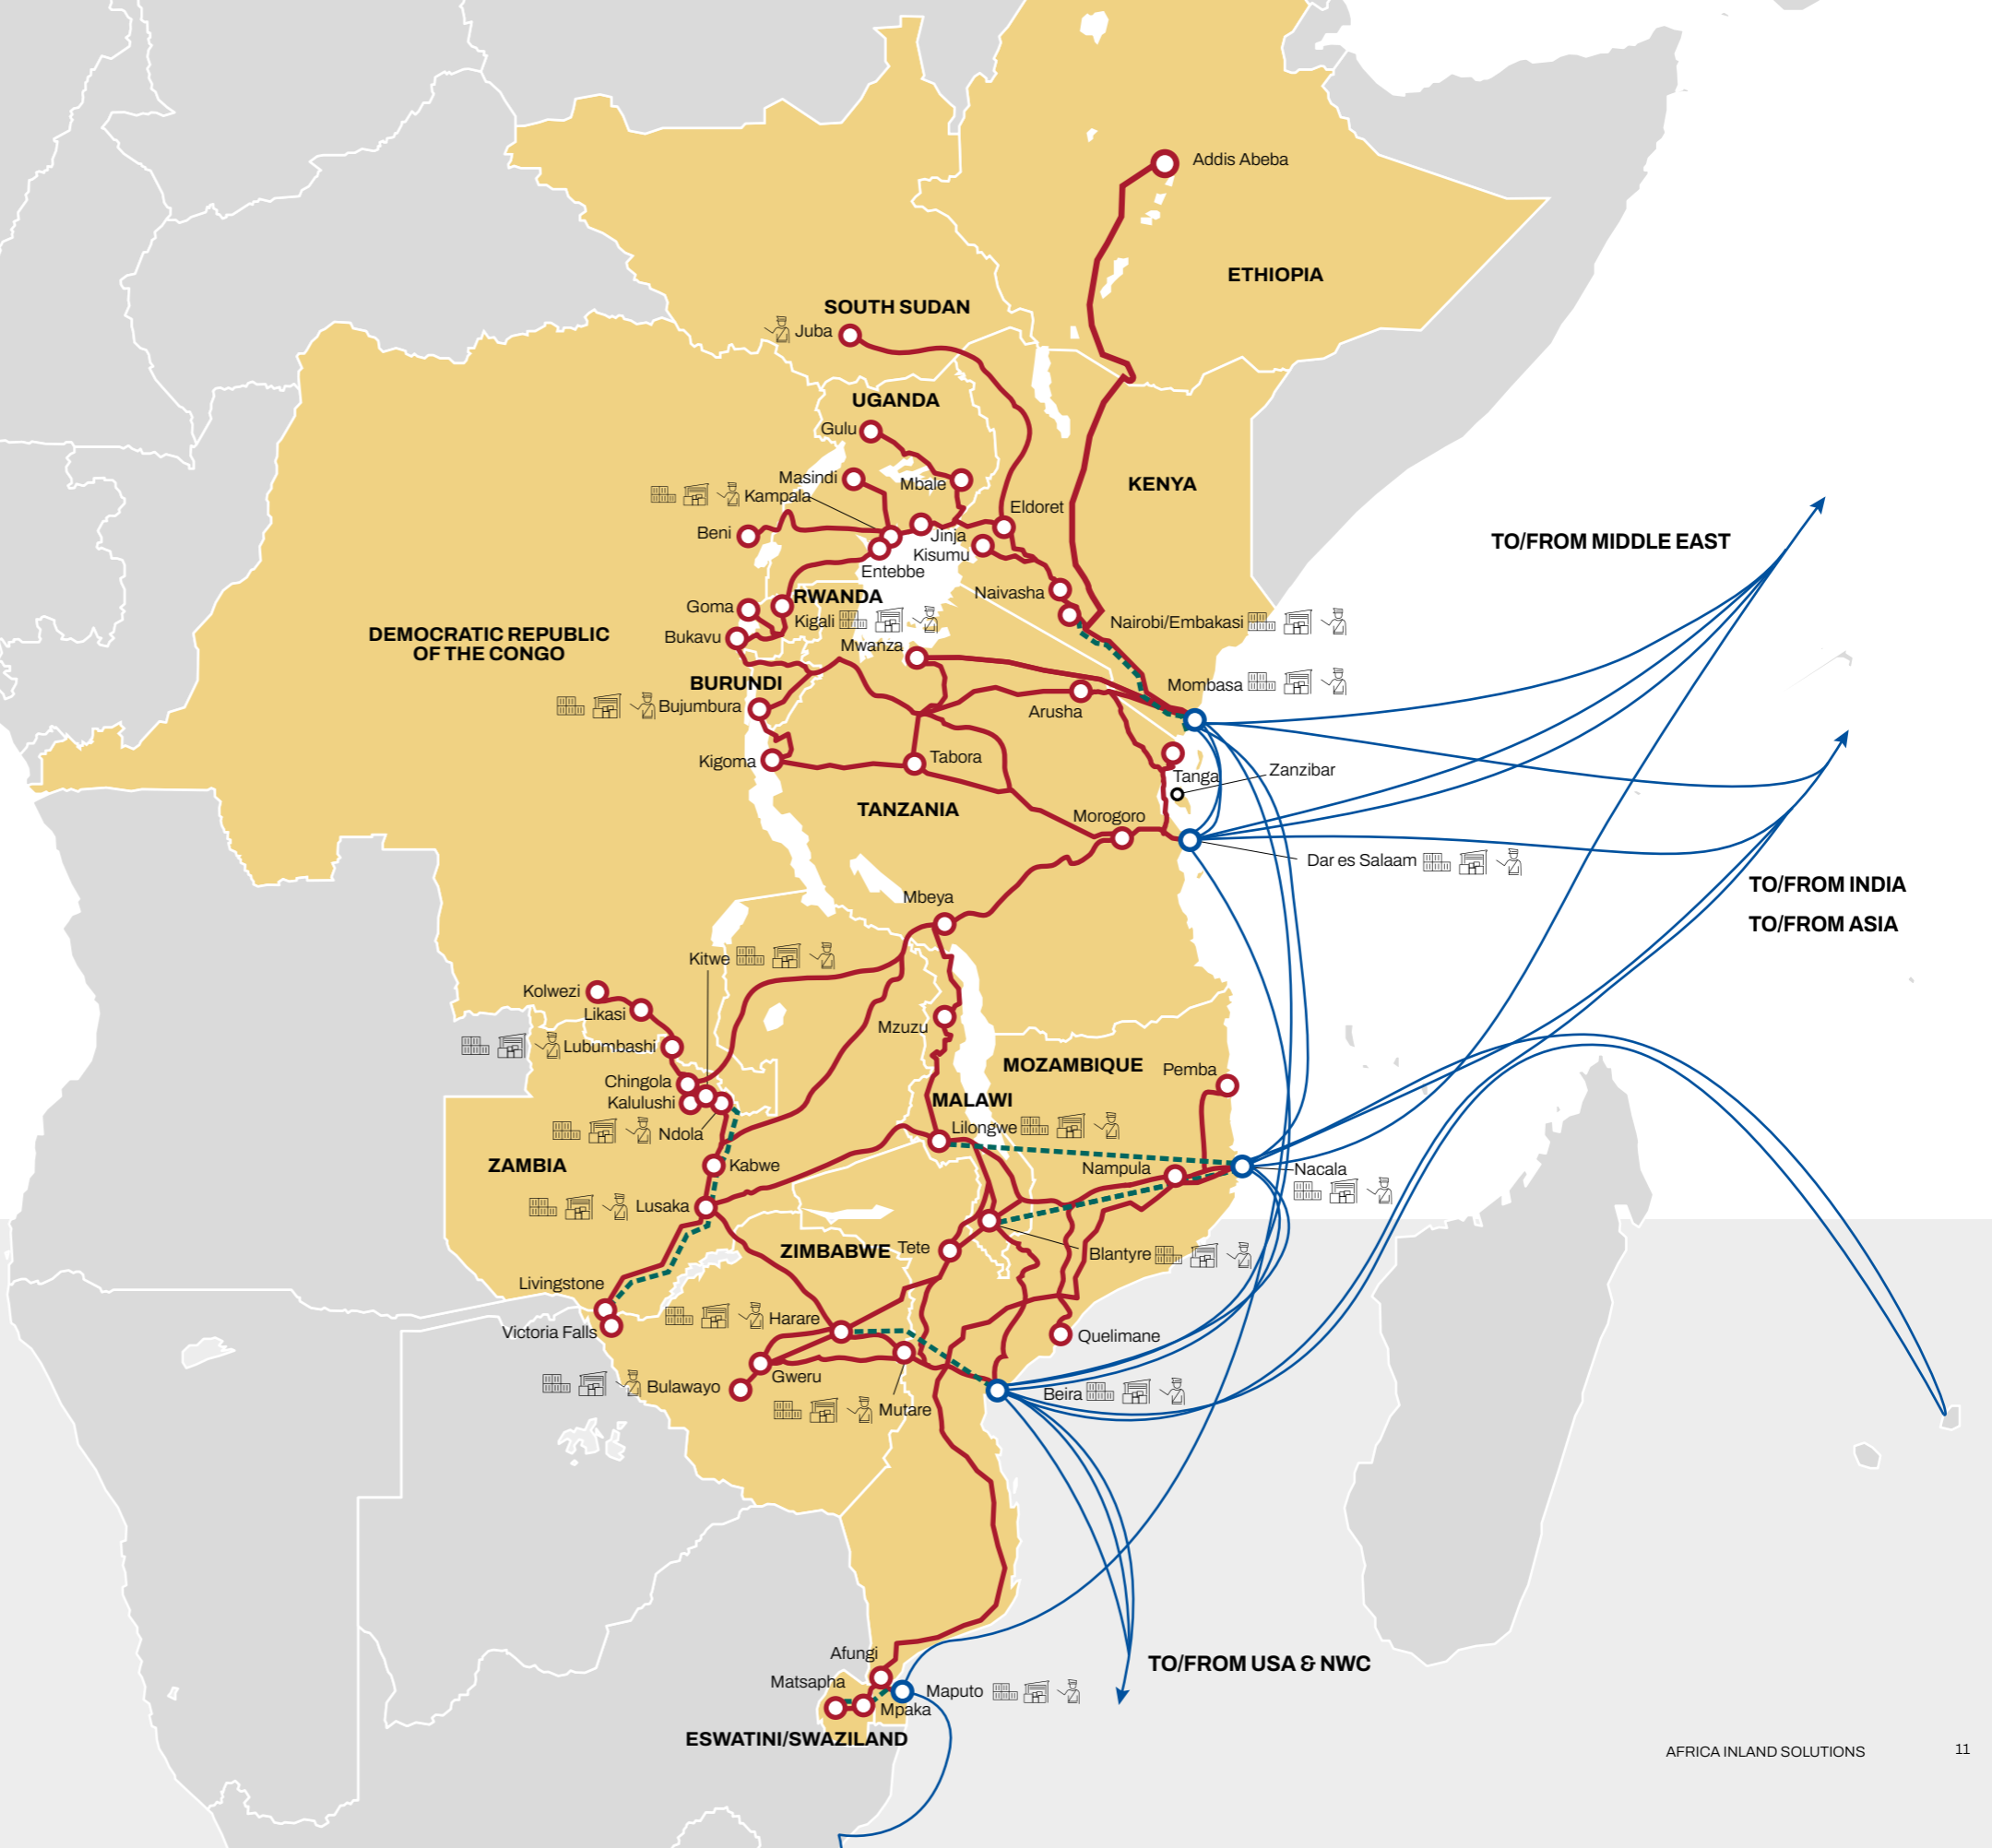 Addis Abeba
ETHIOPIA
SOUTH SUDAN
Juba
UGANDA
Gulu
Masindi
Mbale
Kampala
KENYA
Eldoret
Beni
Jinja
Kisumu
Entebbe
TO/FROM MIDDLE EAST
Naivasha
RWANDA
Goma
Kigali
Nairobi/Embakasi
DEMOCRATIC REPUBLIC
OF THE CONGO
Bukavu
Mwanza
BURUNDI
Mombasa
Bujumbura
Arusha
Kigoma
Tabora
Tanga
Zanzibar
TANZANIA
Morogoro
Dar es Salaam
TO/FROM INDIA
TO/FROM ASIA
Mbeya
Kitwe
Kolwezi
Likasi
Mzuzu
Lubumbashi
MOZAMBIQUE
Pemba
Chingola
Kalulushi
MALAWI
Lilongwe
Ndola
ZAMBIA
Kabwe
Nampula
Nacala
Lusaka
ZIMBABWE
Tete
Blantyre
Livingstone
Harare
Victoria Falls
Quelimane
Gweru
Bulawayo
Beira
Mutare
Afungi
TO/FROM USA & NWC
Matsapha
Maputo
Mpaka
ESWATINI/SWAZILAND
AFRICA INLAND SOLUTIONS
11